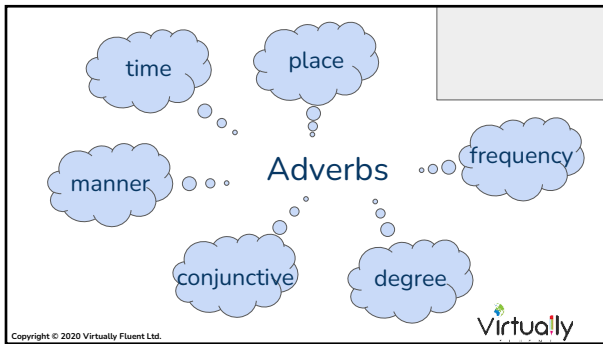 time
place
Adverbs
frequency
manner
conjunctive
degree
Virtually
Copyright © 2020 Virtually Fluent Ltd.